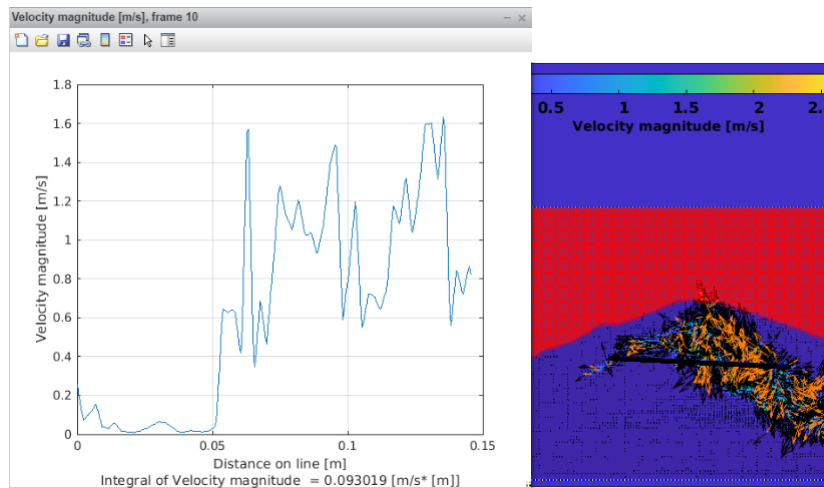 Velocity magnitude [m/s], frame 10
1.8
1.6
1.4
1.2
1
0.8
0.6
0.4
0.2
0
Velocity magnitude [m/s]
0 0.05 0.1 0.15
Distance on line [m]
Integral of Velocity magnitude = 0.093019 [m/s* [m]]
0.5 1 1.5 2 2.
Velocity magnitude [m/s]